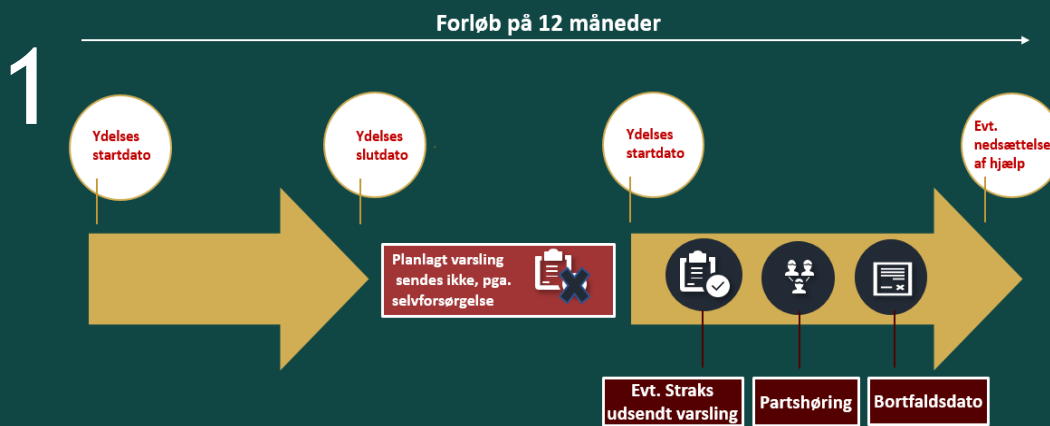 Forløb på 12 måneder
1
Ydelses
startdato
Ydelses
slutdato
Ydelses
startdato
Evt.
nedsættelse
af hjælp
Planlagt varsling
sendes ikke, pga.
selvforsørgelse
Evt. Straks
udsendt varsling
Partshøring
Bortfaldsdato